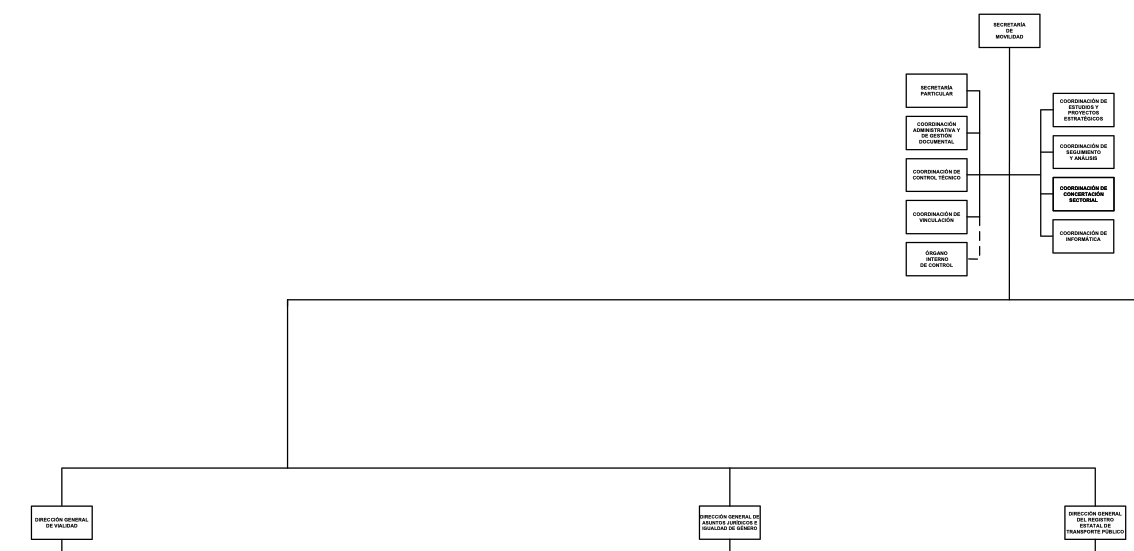 SECRETARÍA
DE
MOVILIDAD
SECRETARÍA
PARTICULAR
COORDINACIÓN
ADMINISTRATIVA Y
DE GESTIÓN
DOCUMENTAL
COORDINACIÓN DE
CONTROL TÉCNICO
COORDINACIÓN DE
VINCULACIÓN
ÓRGANO
INTERNO
DE CONTROL
COORDINACIÓN DE
ESTUDIOS Y
PROYECTOS
ESTRATÉGICOS
COORDINACIÓN DE
SEGUIMIENTO
Y ANÁLISIS
COORDINACIÓN DE
CONCERTACIÓN
SECTORIAL
COORDINACIÓN DE
INFORMÁTICA
DIRECCIÓN GENERAL
DE VIALIDAD
DIRECCIÓN GENERAL DE
ASUNTOS JURÍDICOS E
IGUALDAD DE GÉNERO
DIRECCIÓN GENERAL
DEL REGISTRO
ESTATAL DE
TRANSPORTE PÚBLICO